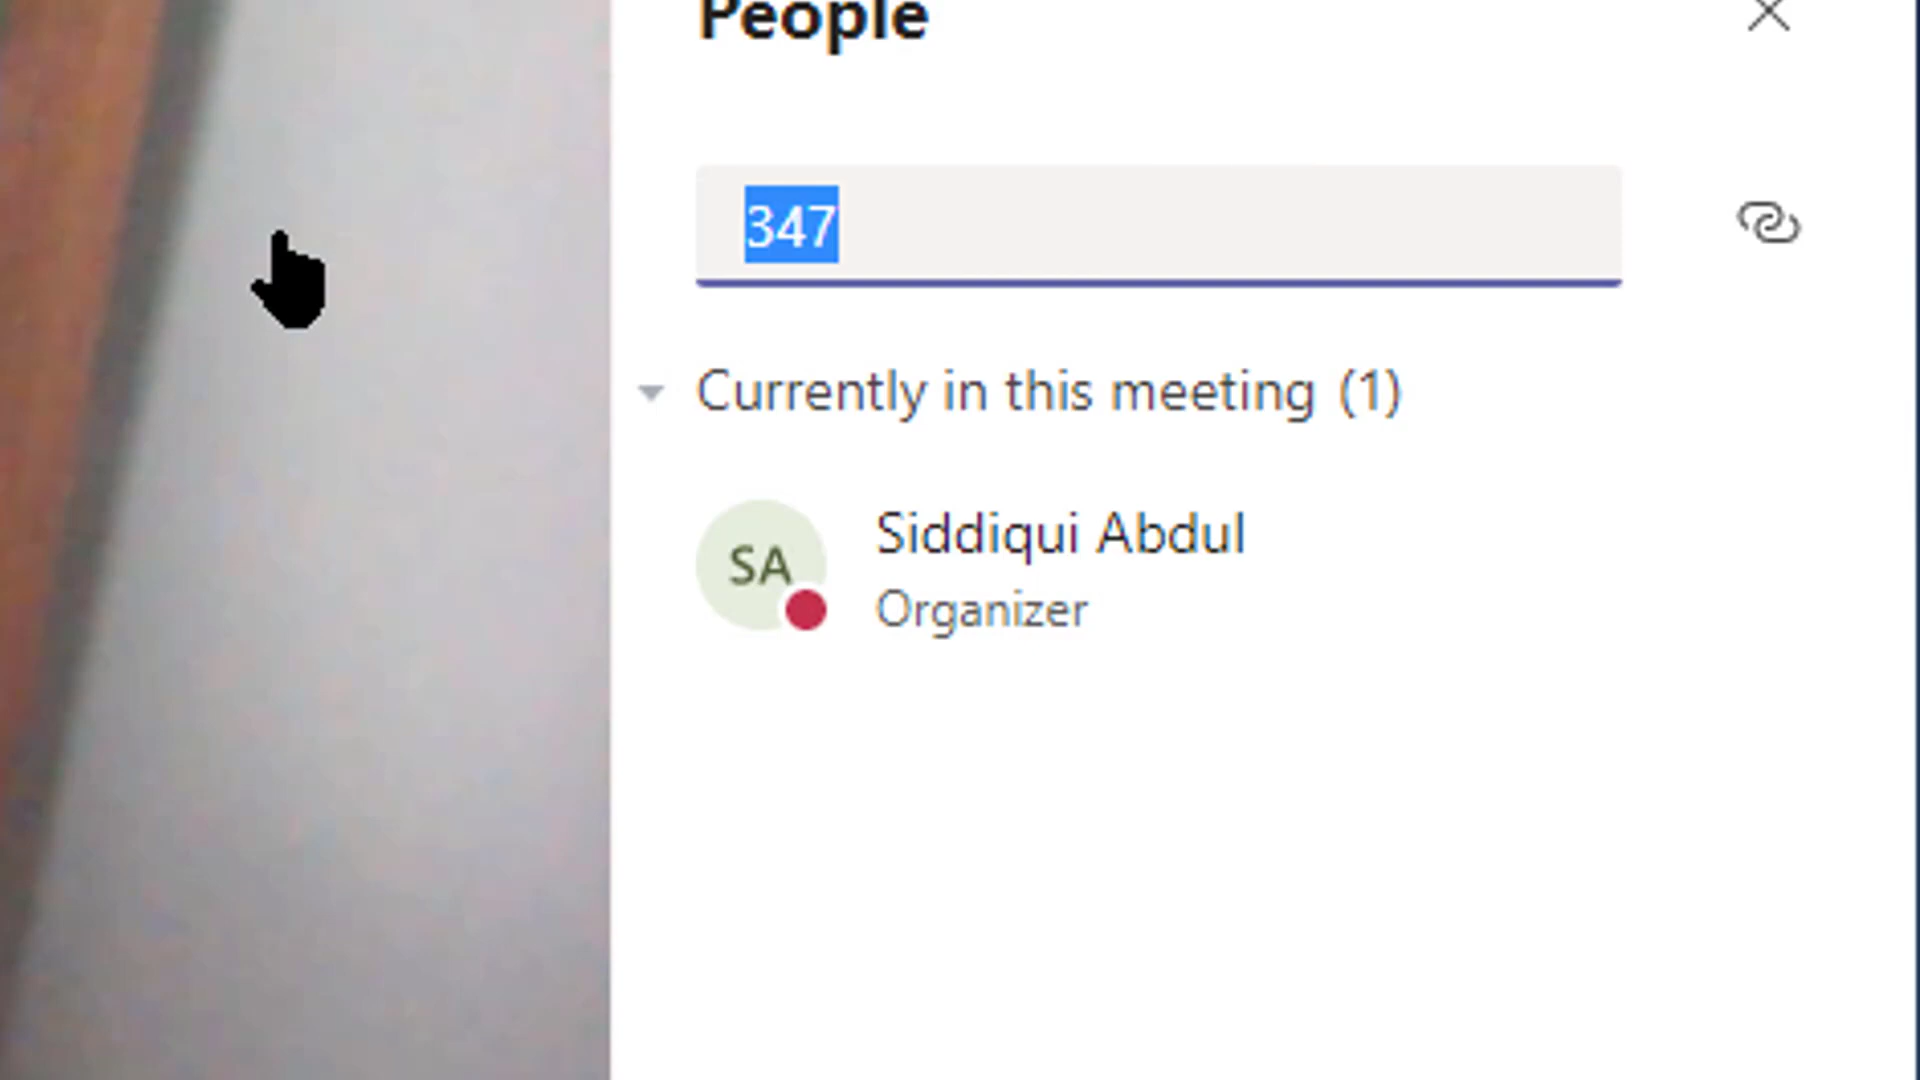 People
347
Currently in this meeting (1)
SA
Siddiqui Abdul
Organizer